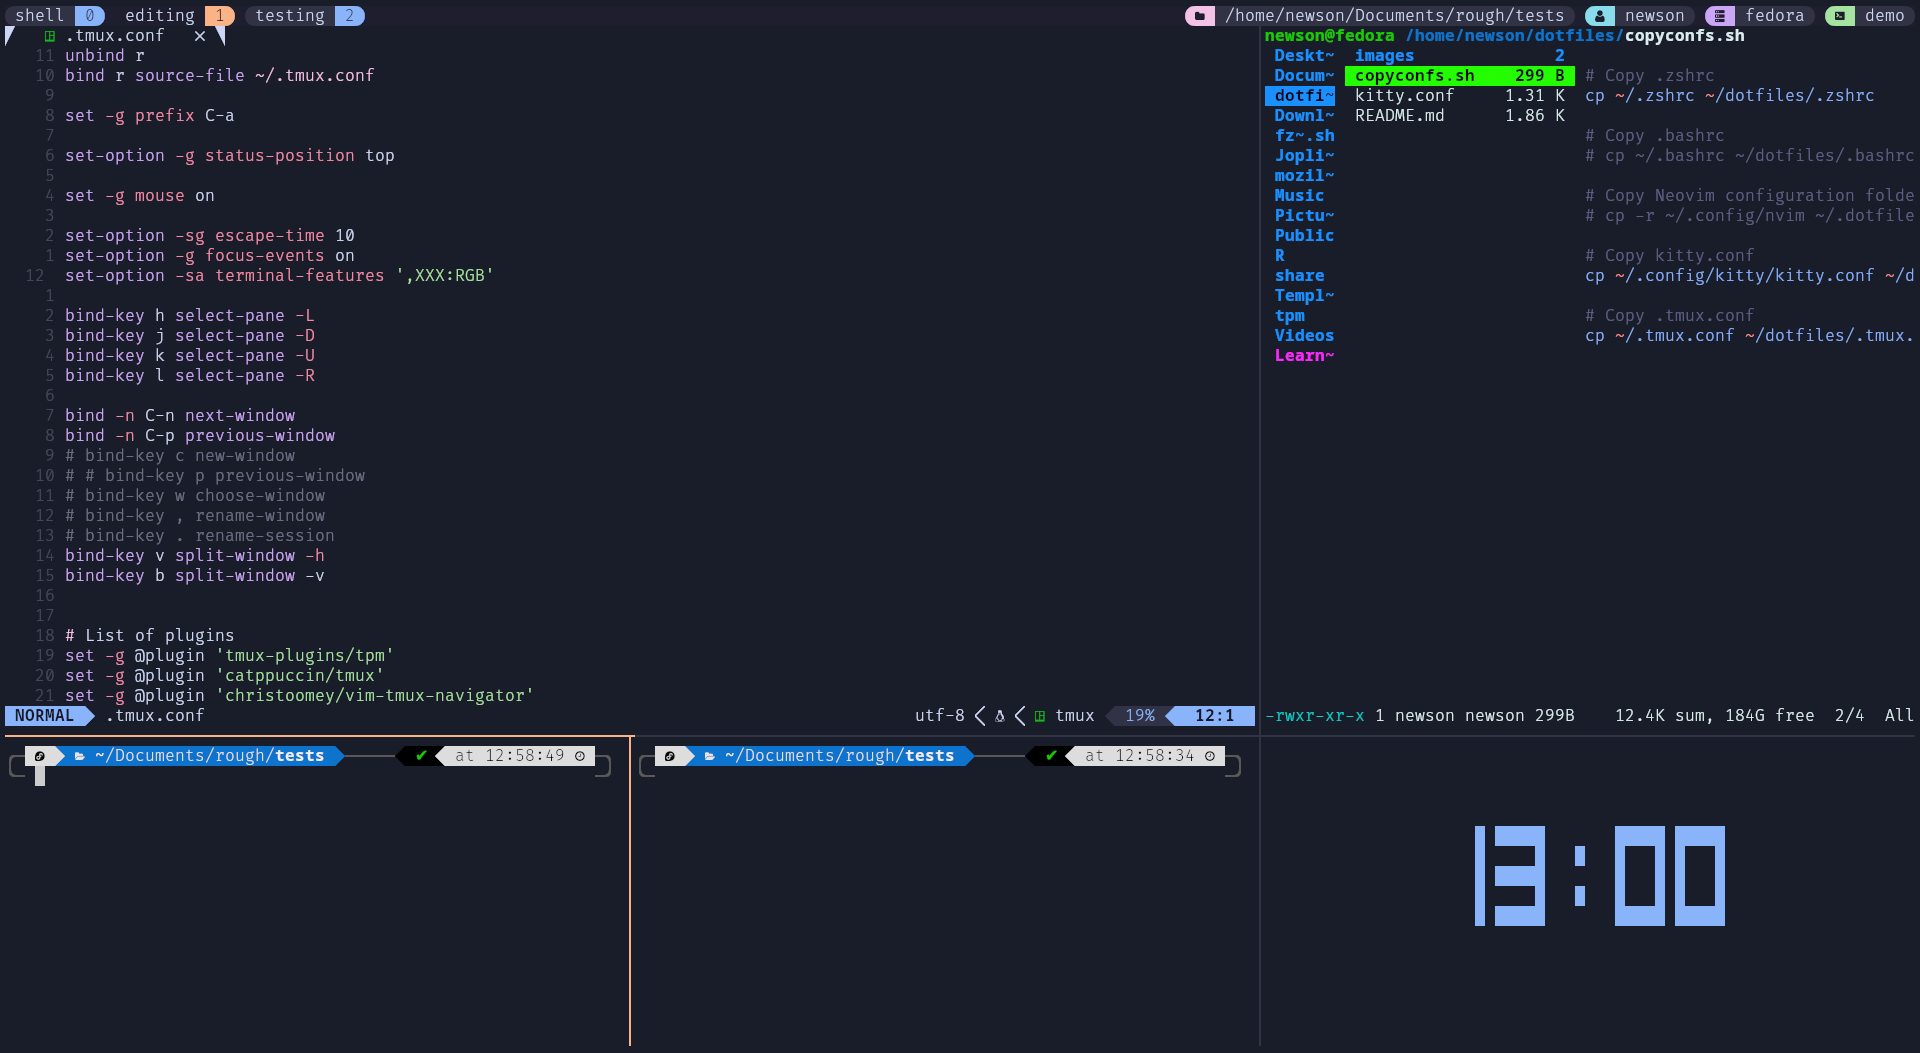 shell 0 editing 1 testing 2 /home/newson/Documents/rough/tests newson fedora demo
.tmux.conf ✕
11 unbind r
10 bind r source-file ~/.tmux.conf
9
8 set -g prefix C-a
7
6 set-option -g status-position top
5
4 set -g mouse on
3
2 set-option -sg escape-time 10
1 set-option -g focus-events on
12 set-option -sa terminal-features ',XXX:RGB'
1
2 bind-key h select-pane -L
3 bind-key j select-pane -D
4 bind-key k select-pane -U
5 bind-key l select-pane -R
6
7 bind -n C-n next-window
8 bind -n C-p previous-window
9 # bind-key c new-window
10 # # bind-key p previous-window
11 # bind-key w choose-window
12 # bind-key , rename-window
13 # bind-key . rename-session
14 bind-key v split-window -h
15 bind-key b split-window -v
16
17
18 # List of plugins
19 set -g @plugin 'tmux-plugins/tpm'
20 set -g @plugin 'catppuccin/tmux'
21 set -g @plugin 'christoomey/vim-tmux-navigator'
NORMAL .tmux.conf utf-8 tmux 19% 12:1
newson@fedora /home/newson/dotfiles/copyconfs.sh
Deskt~
Docum~
dotfi~
Downl~
fz~.sh
Jopli~
mozil~
Music
Pictu~
Public
R
share
Templ~
tpm
Videos
Learn~
images 2
copyconfs.sh 299 B
kitty.conf 1.31 K
README.md 1.86 K
# Copy .zshrc
cp ~/.zshrc ~/dotfiles/.zshrc
# Copy .bashrc
# cp ~/.bashrc ~/dotfiles/.bashrc
# Copy Neovim configuration folde
# cp -r ~/.config/nvim ~/.dotfile
# Copy kitty.conf
cp ~/.config/kitty/kitty.conf ~/d
# Copy .tmux.conf
cp ~/.tmux.conf ~/dotfiles/.tmux.
-rwxr-xr-x 1 newson newson 299B 12.4K sum, 184G free 2/4 All
~/Documents/rough/tests ✔ at 12:58:49
~/Documents/rough/tests ✔ at 12:58:34
13:00